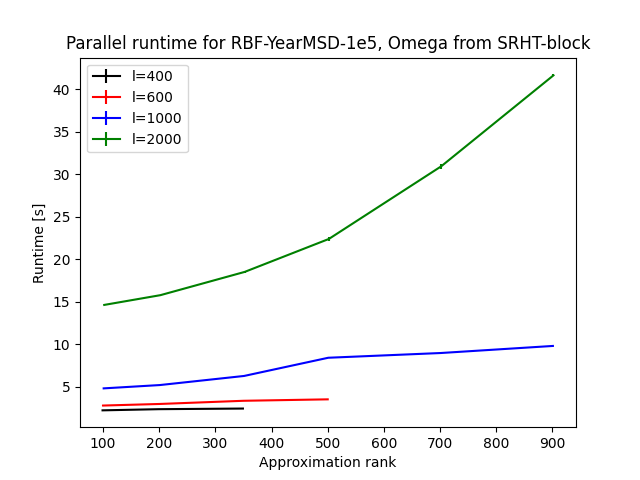 Parallel runtime for RBF-YearMSD-1e5, Omega from SRHT-block
l=400
l=600
l=1000
l=2000
Runtime [s]
40
35
30
25
20
15
10
5
100 200 300 400 500 600 700 800 900
Approximation rank